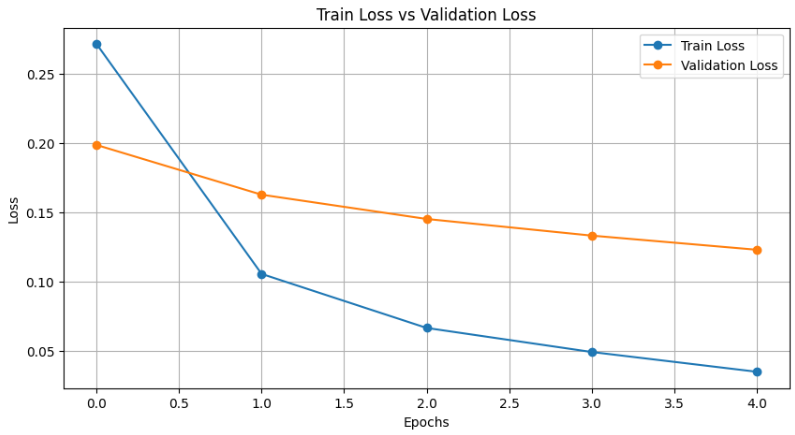 Train Loss vs Validation Loss
Train Loss
Validation Loss
0.25
0.20
0.15
0.10
0.05
Loss
0.0 0.5 1.0 1.5 2.0 2.5 3.0 3.5 4.0
Epochs